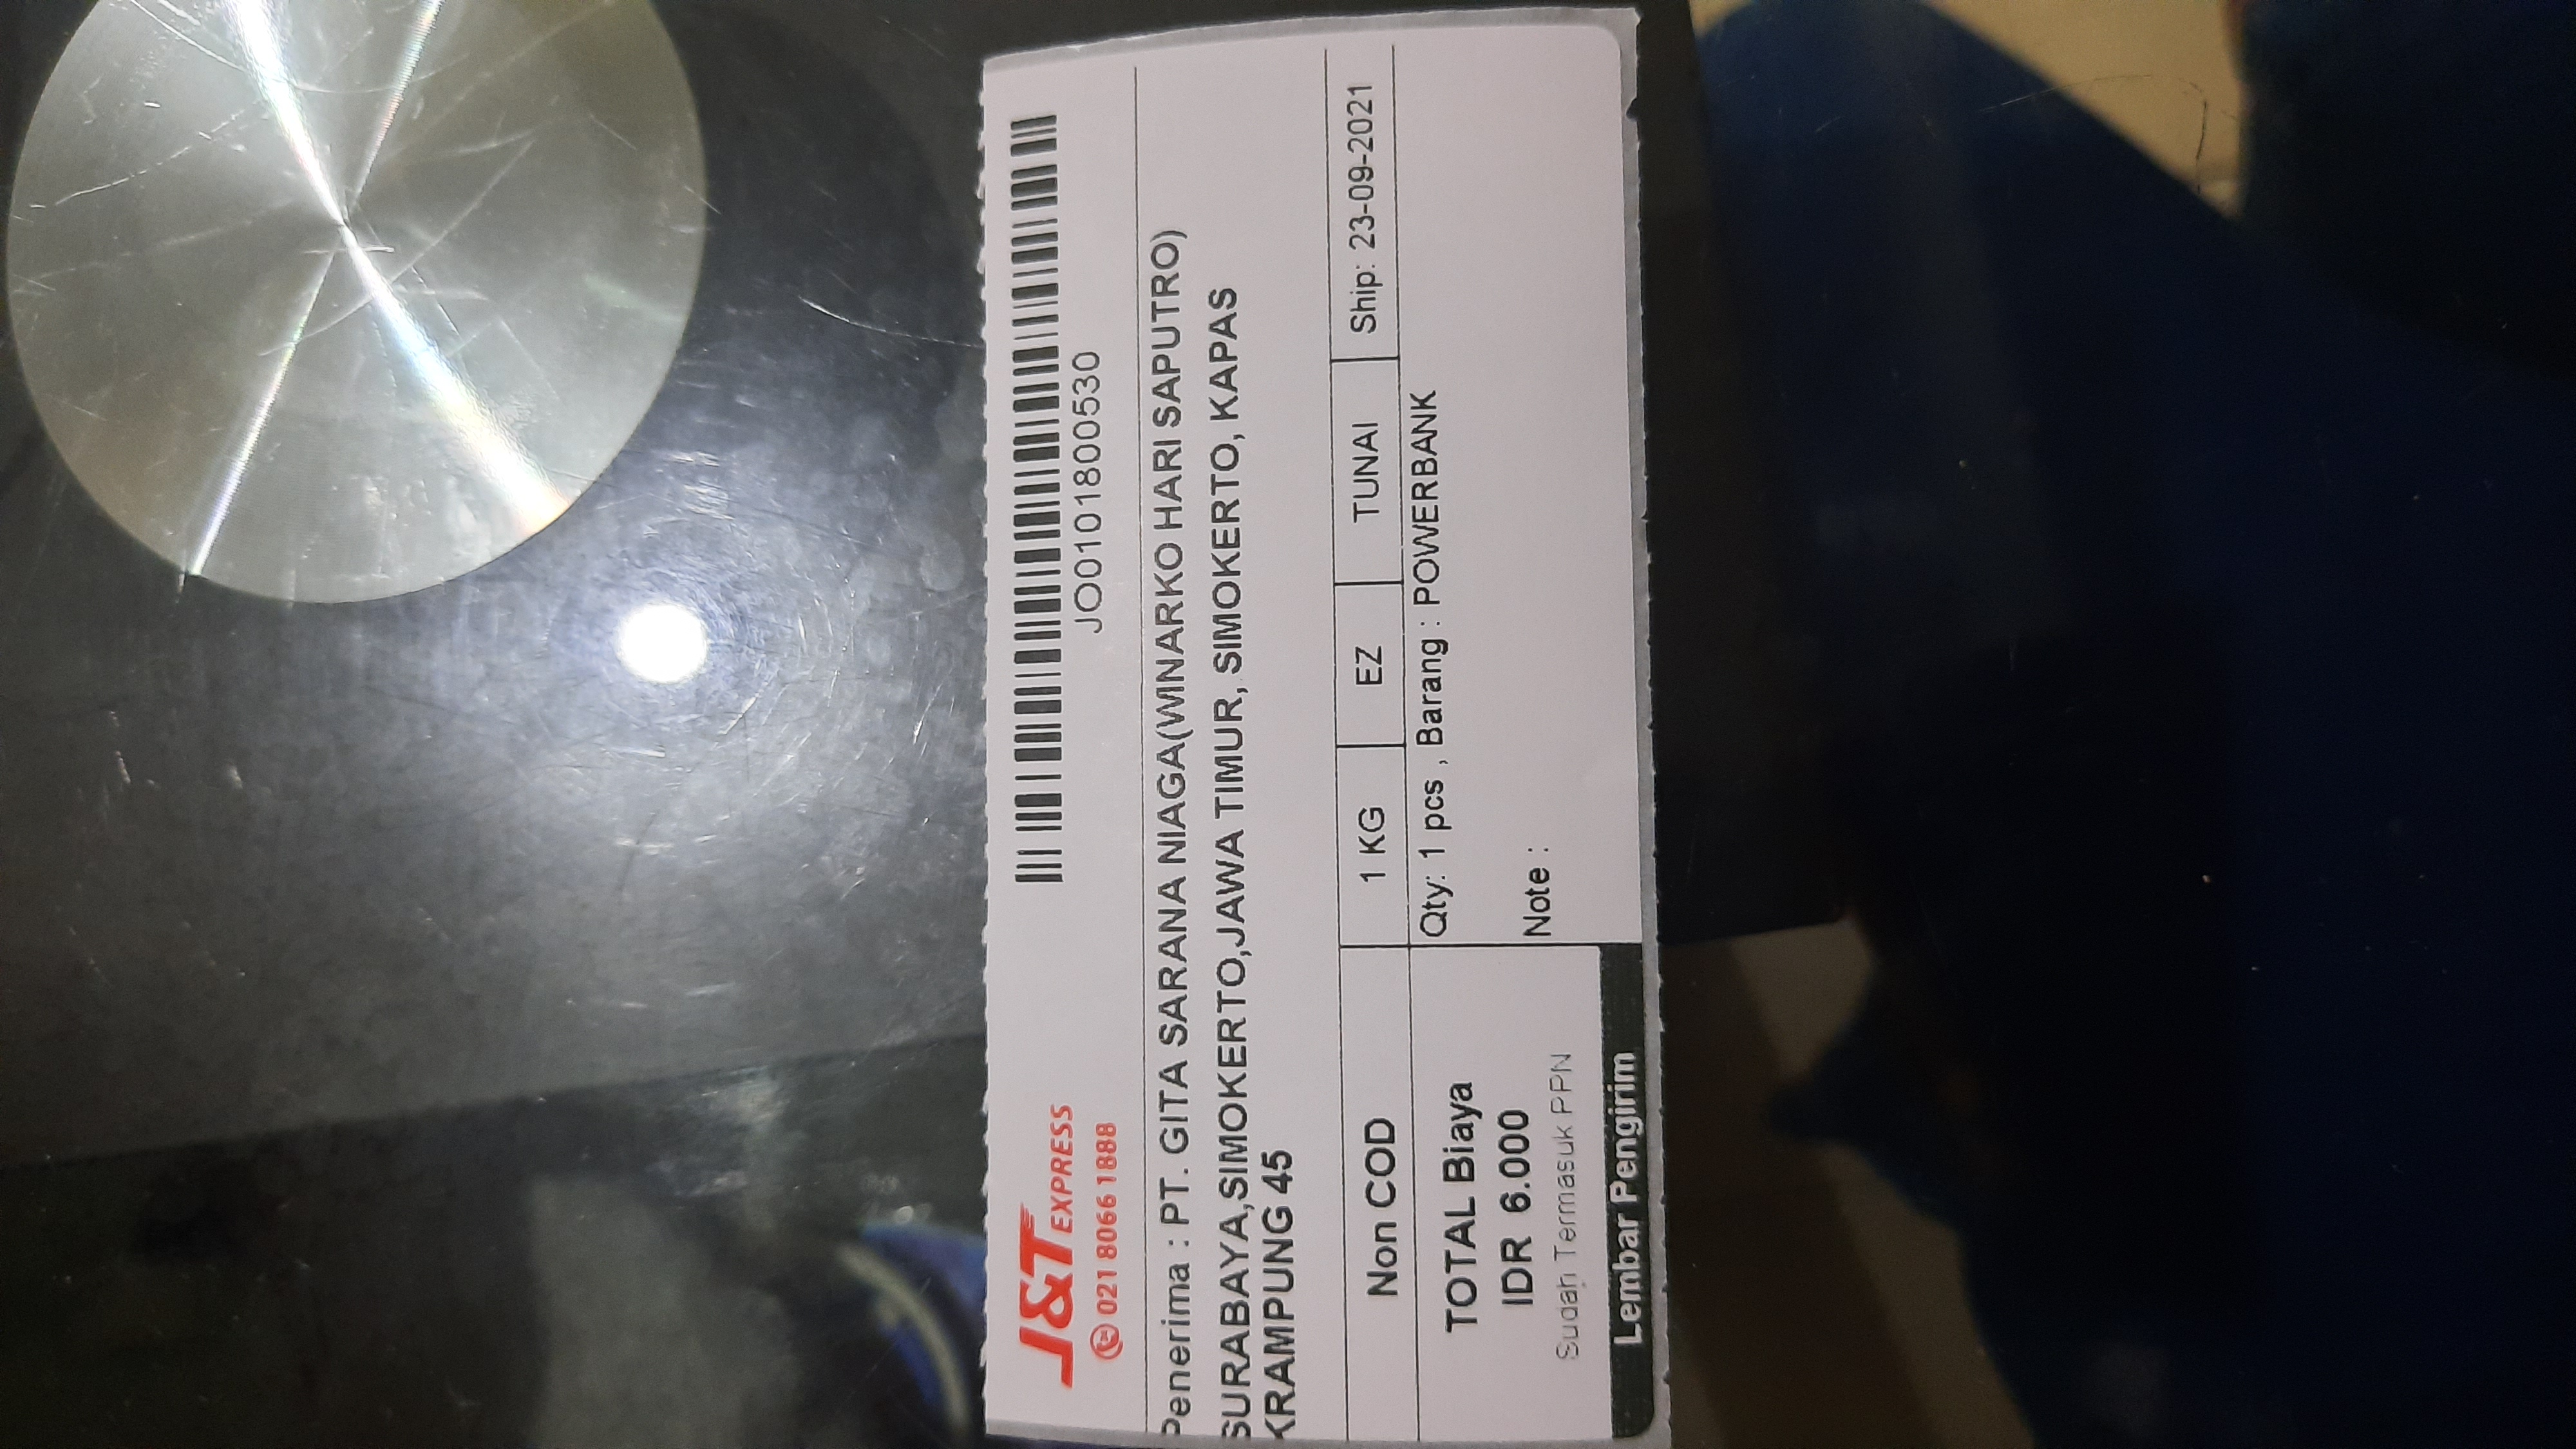 J&T EXPRESS
021 8066 1888
JO0101800530
Penerima : PT. GITA SARANA NIAGA(WINARKO HARI SAPUTRO)
SURABAYA,SIMOKERTO,JAWA TIMUR, SIMOKERTO, KAPAS
KRAMPUNG 45
Non COD
1 KG
EZ
TUNAI
Ship: 23-09-2021
TOTAL Biaya
IDR 6.000
Sudah Termasuk PPN
Lembar Pengirim
Qty: 1 pcs , Barang : POWERBANK
Note :